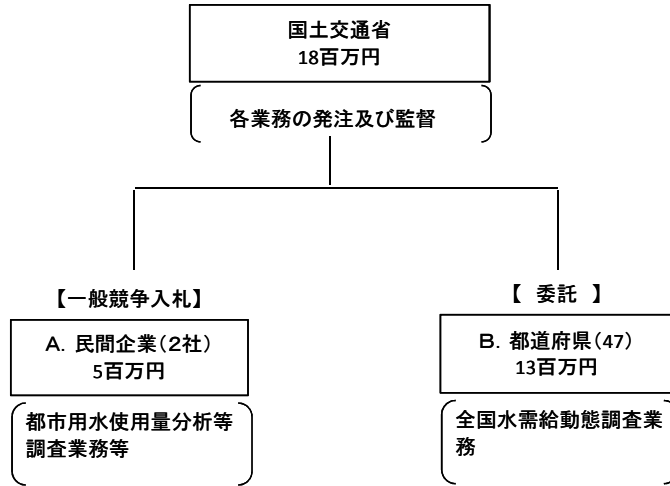 国土交通省
18百万円
各業務の発注及び監督
【一般競争入札】
A. 民間企業(2社)
5百万円
都市用水使用量分析等
調査業務等
【 委託 】
B. 都道府県(47)
13百万円
全国水需給動態調査業
務